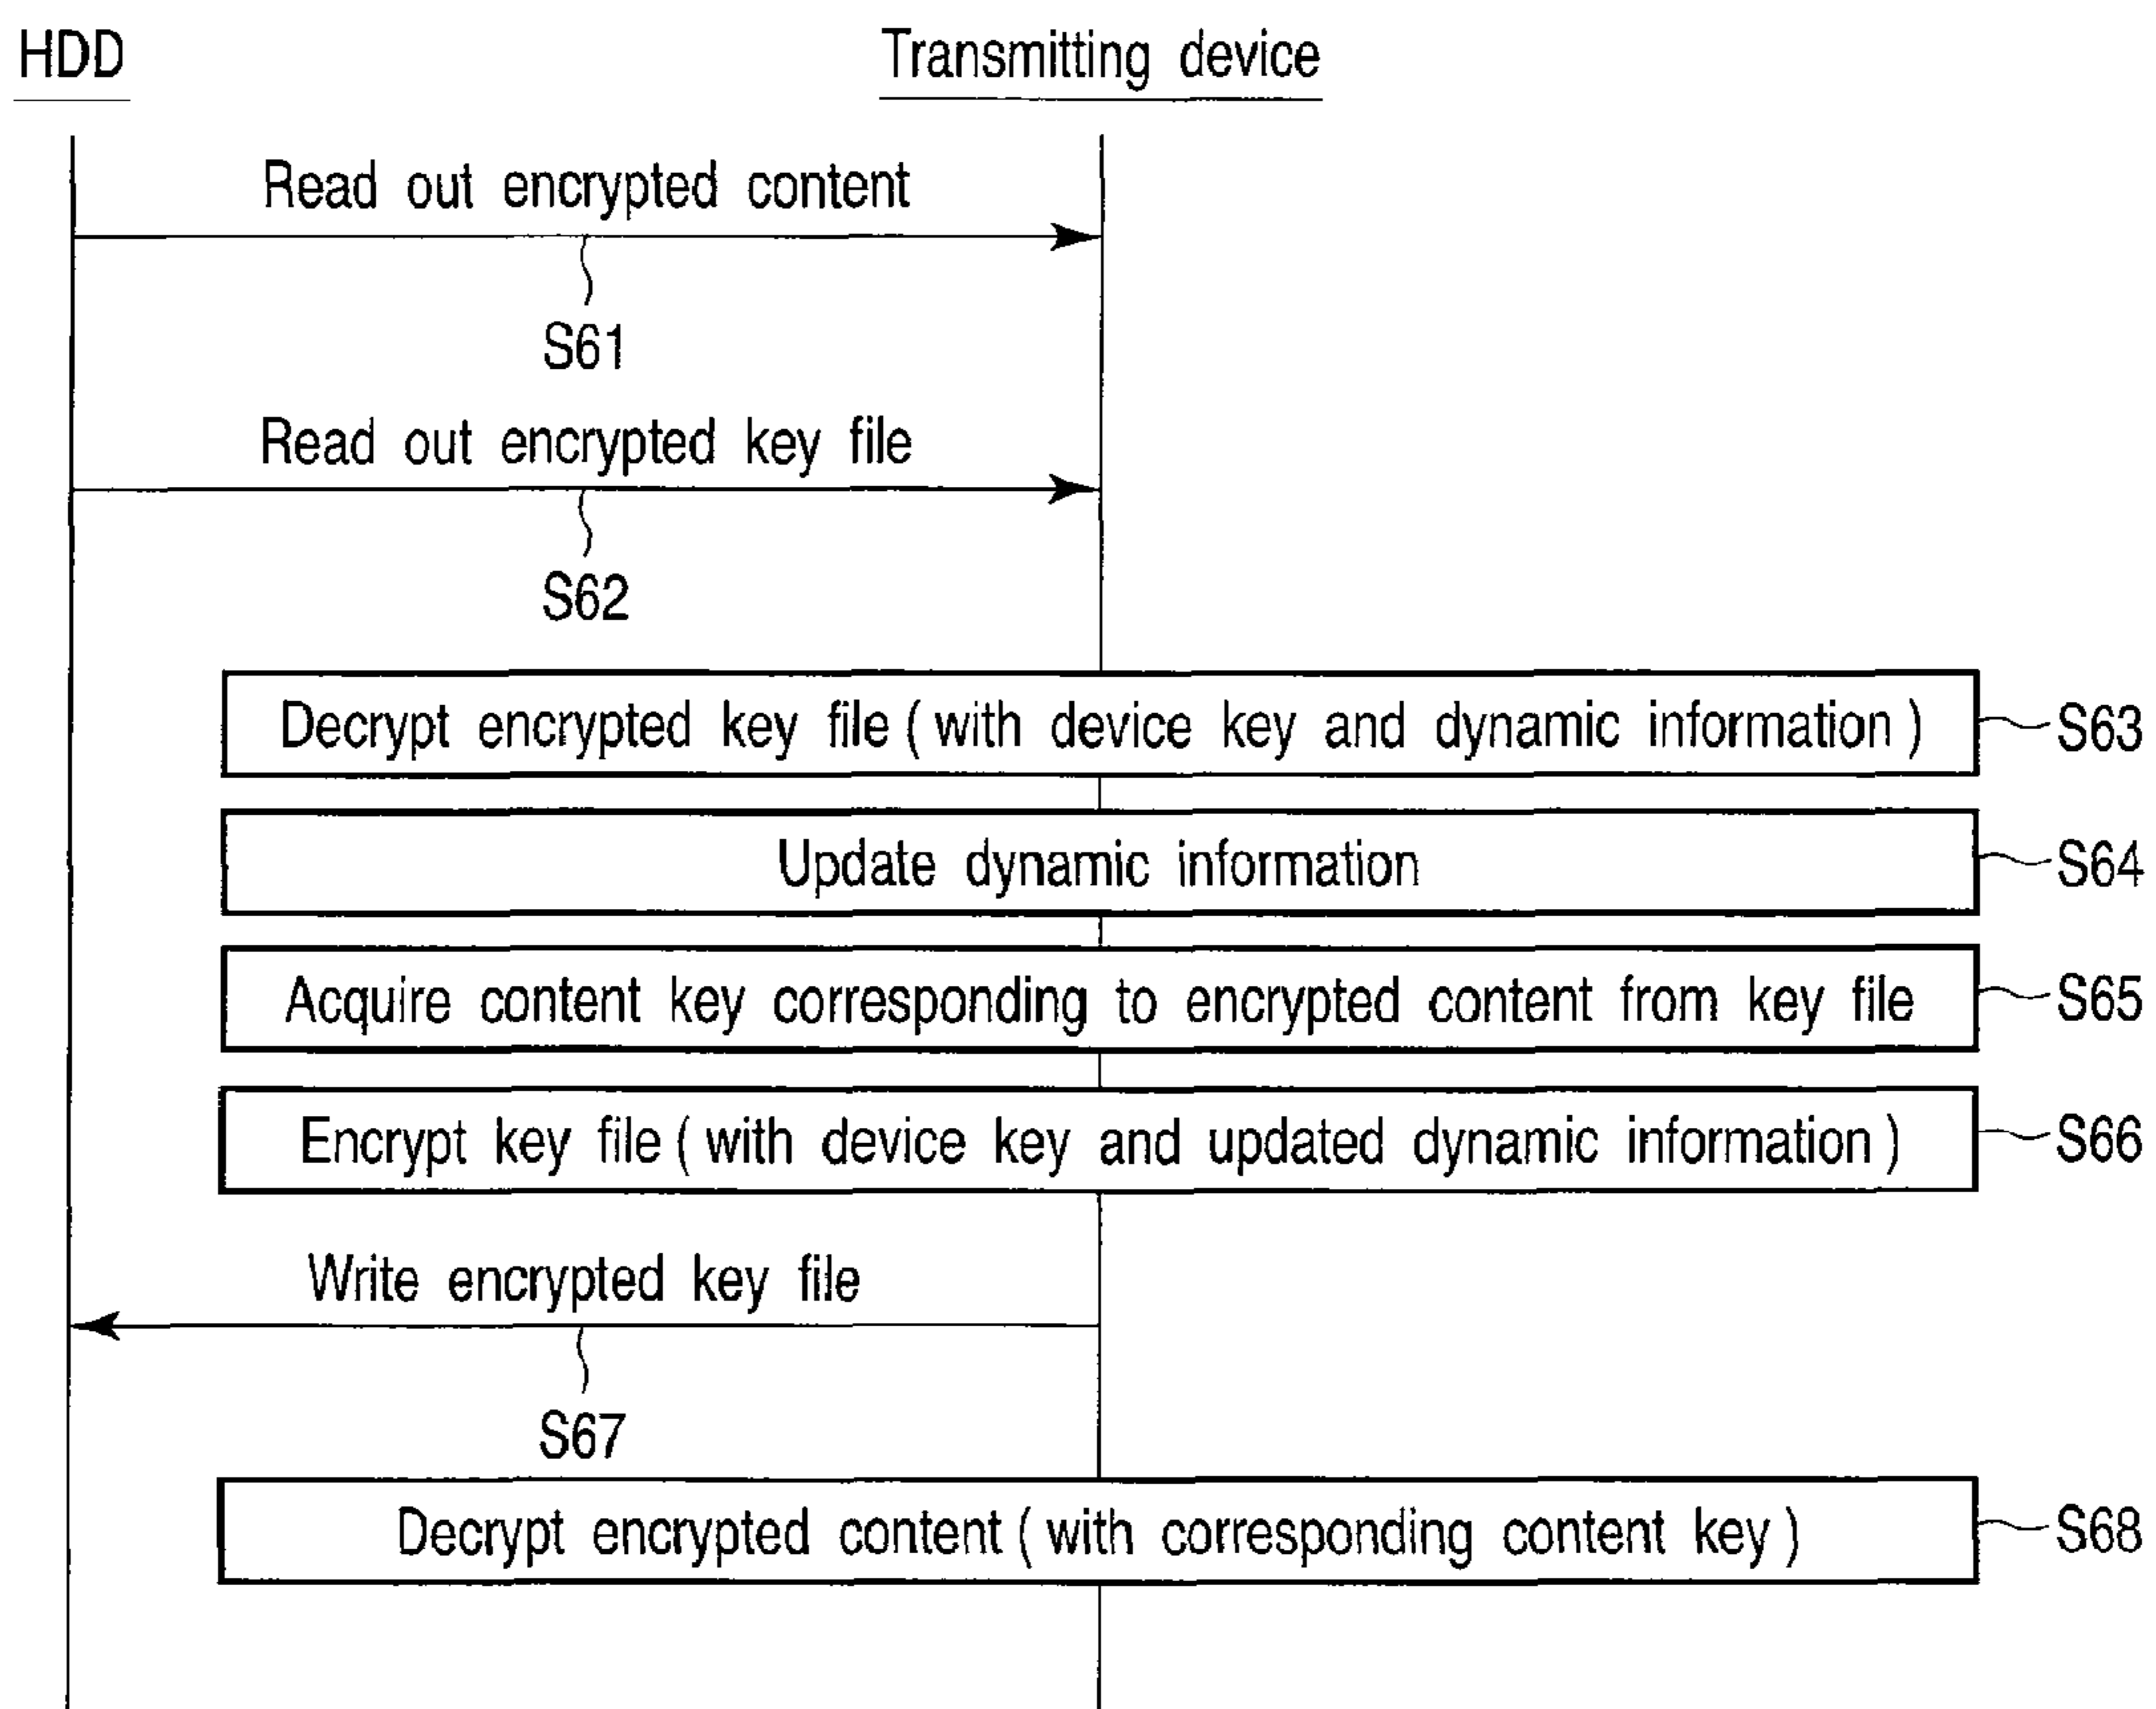 HDD
Transmitting device
Read out encrypted content
S61
Read out encrypted key file
S62
Decrypt encrypted key file (with device key and dynamic information)
S63
Update dynamic information
S64
Acquire content key corresponding to encrypted content from key file
S65
Encrypt key file (with device key and updated dynamic information)
S66
Write encrypted key file
S67
Decrypt encrypted content (with corresponding content key)
S68